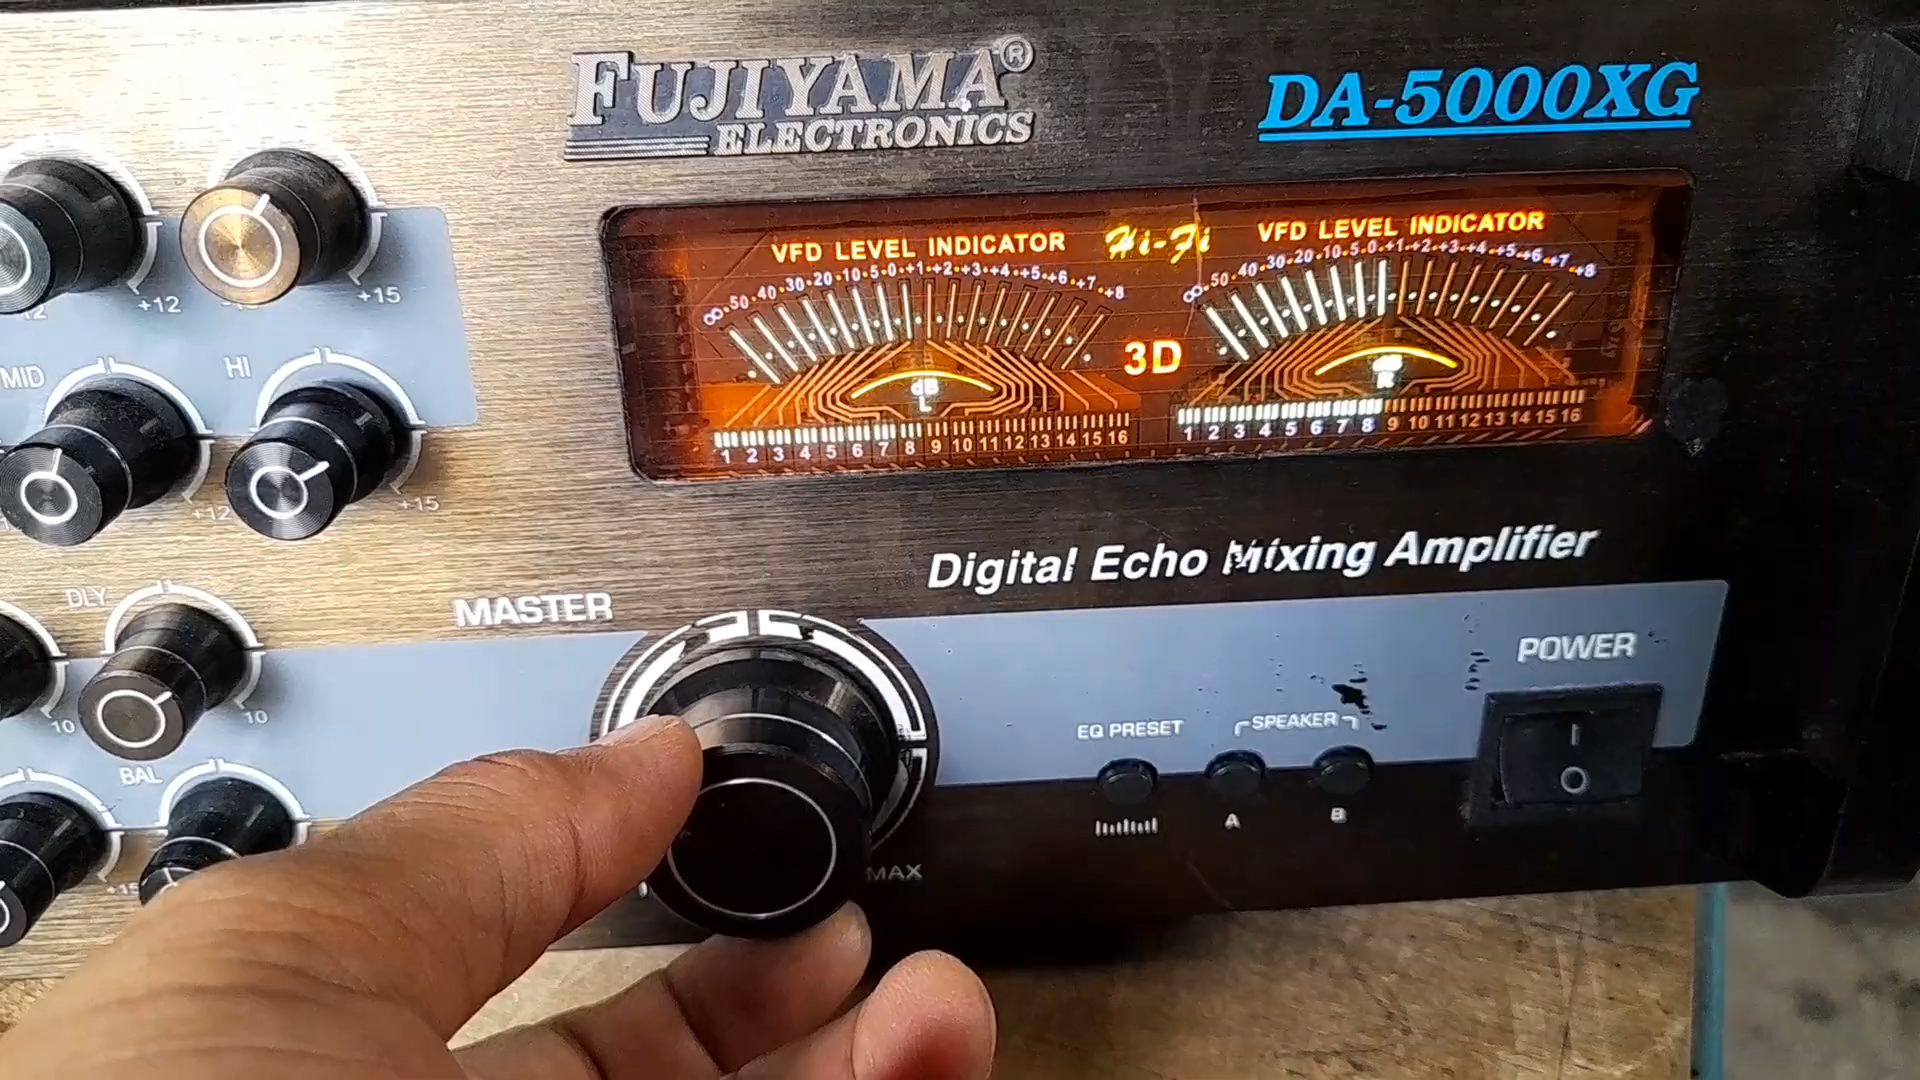 FUJIYAMA®
ELECTRONICS
DA-5000XG
VFD LEVEL INDICATOR
Hi-Fi
VFD LEVEL INDICATOR
∞ 50 40 30 20 10 5 0 +1 +2 +3 +4 +5 +6 +7 +8
∞ 50 40 30 20 10 5 0 +1 +2 +3 +4 +5 +6 +7 +8
3D
dB
L
dB
R
1 2 3 4 5 6 7 8 9 10 11 12 13 14 15 16
1 2 3 4 5 6 7 8 9 10 11 12 13 14 15 16
+12
+15
MID
HI
+12
+15
Digital Echo Mixing Amplifier
DLY
MASTER
POWER
10
10
EQ PRESET
SPEAKER
BAL
A
B
MAX
+15